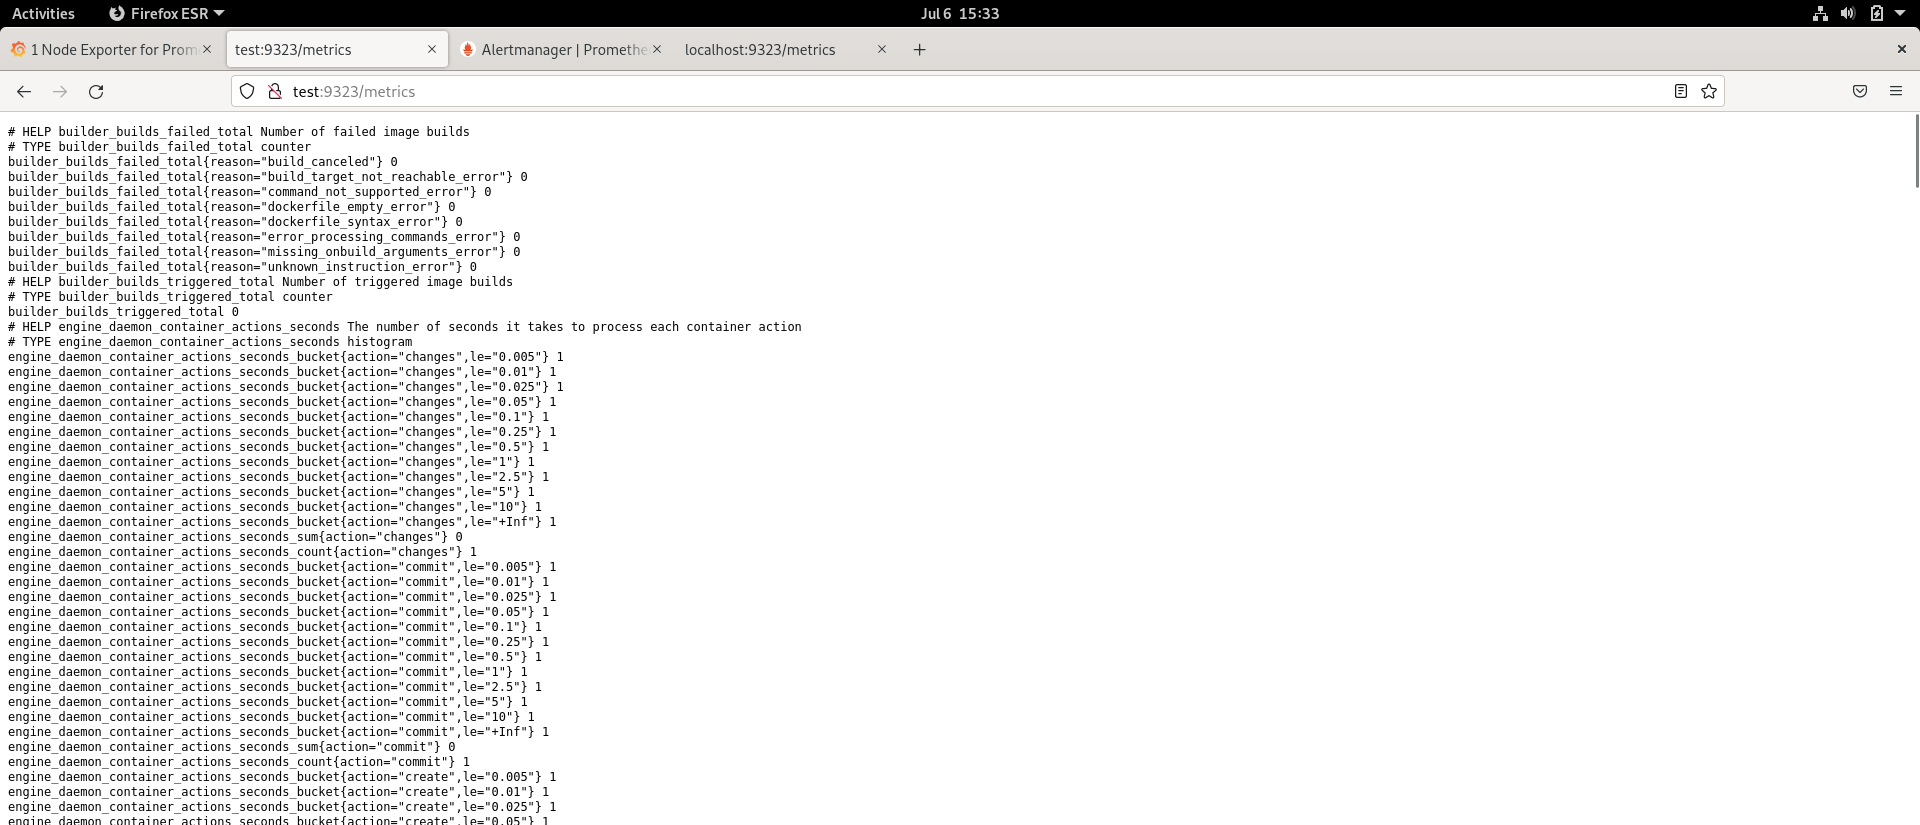 Activities Firefox ESR Jul 6 15:33
1 Node Exporter for Prom test:9323/metrics Alertmanager | Promethe localhost:9323/metrics
test:9323/metrics
# HELP builder_builds_failed_total Number of failed image builds
# TYPE builder_builds_failed_total counter
builder_builds_failed_total{reason="build_canceled"} 0
builder_builds_failed_total{reason="build_target_not_reachable_error"} 0
builder_builds_failed_total{reason="command_not_supported_error"} 0
builder_builds_failed_total{reason="dockerfile_empty_error"} 0
builder_builds_failed_total{reason="dockerfile_syntax_error"} 0
builder_builds_failed_total{reason="error_processing_commands_error"} 0
builder_builds_failed_total{reason="missing_onbuild_arguments_error"} 0
builder_builds_failed_total{reason="unknown_instruction_error"} 0
# HELP builder_builds_triggered_total Number of triggered image builds
# TYPE builder_builds_triggered_total counter
builder_builds_triggered_total 0
# HELP engine_daemon_container_actions_seconds The number of seconds it takes to process each container action
# TYPE engine_daemon_container_actions_seconds histogram
engine_daemon_container_actions_seconds_bucket{action="changes",le="0.005"} 1
engine_daemon_container_actions_seconds_bucket{action="changes",le="0.01"} 1
engine_daemon_container_actions_seconds_bucket{action="changes",le="0.025"} 1
engine_daemon_container_actions_seconds_bucket{action="changes",le="0.05"} 1
engine_daemon_container_actions_seconds_bucket{action="changes",le="0.1"} 1
engine_daemon_container_actions_seconds_bucket{action="changes",le="0.25"} 1
engine_daemon_container_actions_seconds_bucket{action="changes",le="0.5"} 1
engine_daemon_container_actions_seconds_bucket{action="changes",le="1"} 1
engine_daemon_container_actions_seconds_bucket{action="changes",le="2.5"} 1
engine_daemon_container_actions_seconds_bucket{action="changes",le="5"} 1
engine_daemon_container_actions_seconds_bucket{action="changes",le="10"} 1
engine_daemon_container_actions_seconds_bucket{action="changes",le="+Inf"} 1
engine_daemon_container_actions_seconds_sum{action="changes"} 0
engine_daemon_container_actions_seconds_count{action="changes"} 1
engine_daemon_container_actions_seconds_bucket{action="commit",le="0.005"} 1
engine_daemon_container_actions_seconds_bucket{action="commit",le="0.01"} 1
engine_daemon_container_actions_seconds_bucket{action="commit",le="0.025"} 1
engine_daemon_container_actions_seconds_bucket{action="commit",le="0.05"} 1
engine_daemon_container_actions_seconds_bucket{action="commit",le="0.1"} 1
engine_daemon_container_actions_seconds_bucket{action="commit",le="0.25"} 1
engine_daemon_container_actions_seconds_bucket{action="commit",le="0.5"} 1
engine_daemon_container_actions_seconds_bucket{action="commit",le="1"} 1
engine_daemon_container_actions_seconds_bucket{action="commit",le="2.5"} 1
engine_daemon_container_actions_seconds_bucket{action="commit",le="5"} 1
engine_daemon_container_actions_seconds_bucket{action="commit",le="10"} 1
engine_daemon_container_actions_seconds_bucket{action="commit",le="+Inf"} 1
engine_daemon_container_actions_seconds_sum{action="commit"} 0
engine_daemon_container_actions_seconds_count{action="commit"} 1
engine_daemon_container_actions_seconds_bucket{action="create",le="0.005"} 1
engine_daemon_container_actions_seconds_bucket{action="create",le="0.01"} 1
engine_daemon_container_actions_seconds_bucket{action="create",le="0.025"} 1
engine_daemon_container_actions_seconds_bucket{action="create",le="0.05"} 1